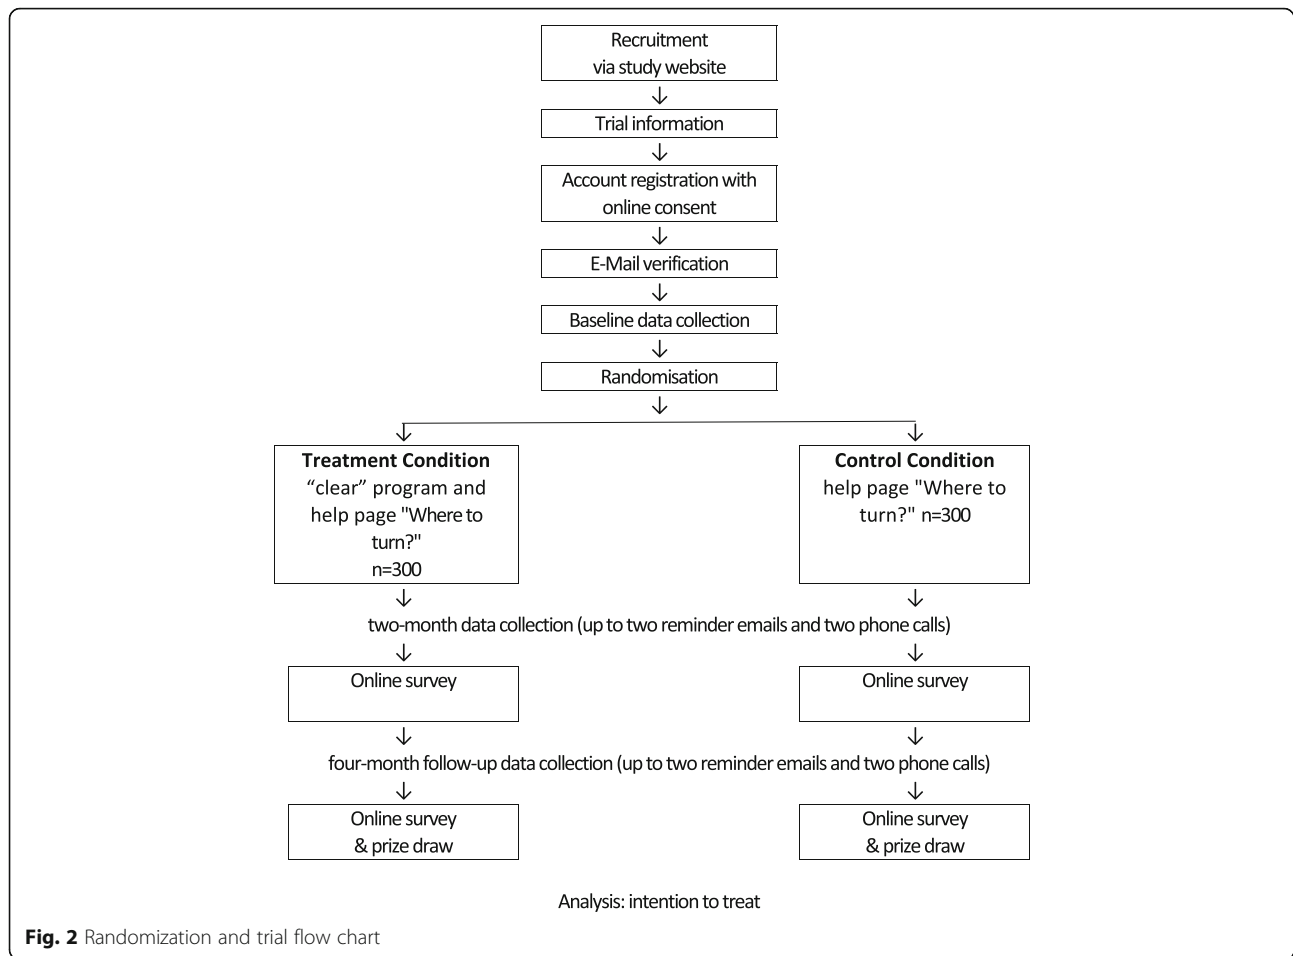 Recruitment
via study website
Trial information
Account registration with
online consent
E-Mail verification
Baseline data collection
Randomisation
Treatment Condition
“clear” program and
help page "Where to
turn?"
n=300
Control Condition
help page "Where to
turn?" n=300
two-month data collection (up to two reminder emails and two phone calls)
Online survey
Online survey
four-month follow-up data collection (up to two reminder emails and two phone calls)
Online survey
& prize draw
Online survey
& prize draw
Analysis: intention to treat
Fig. 2 Randomization and trial flow chart